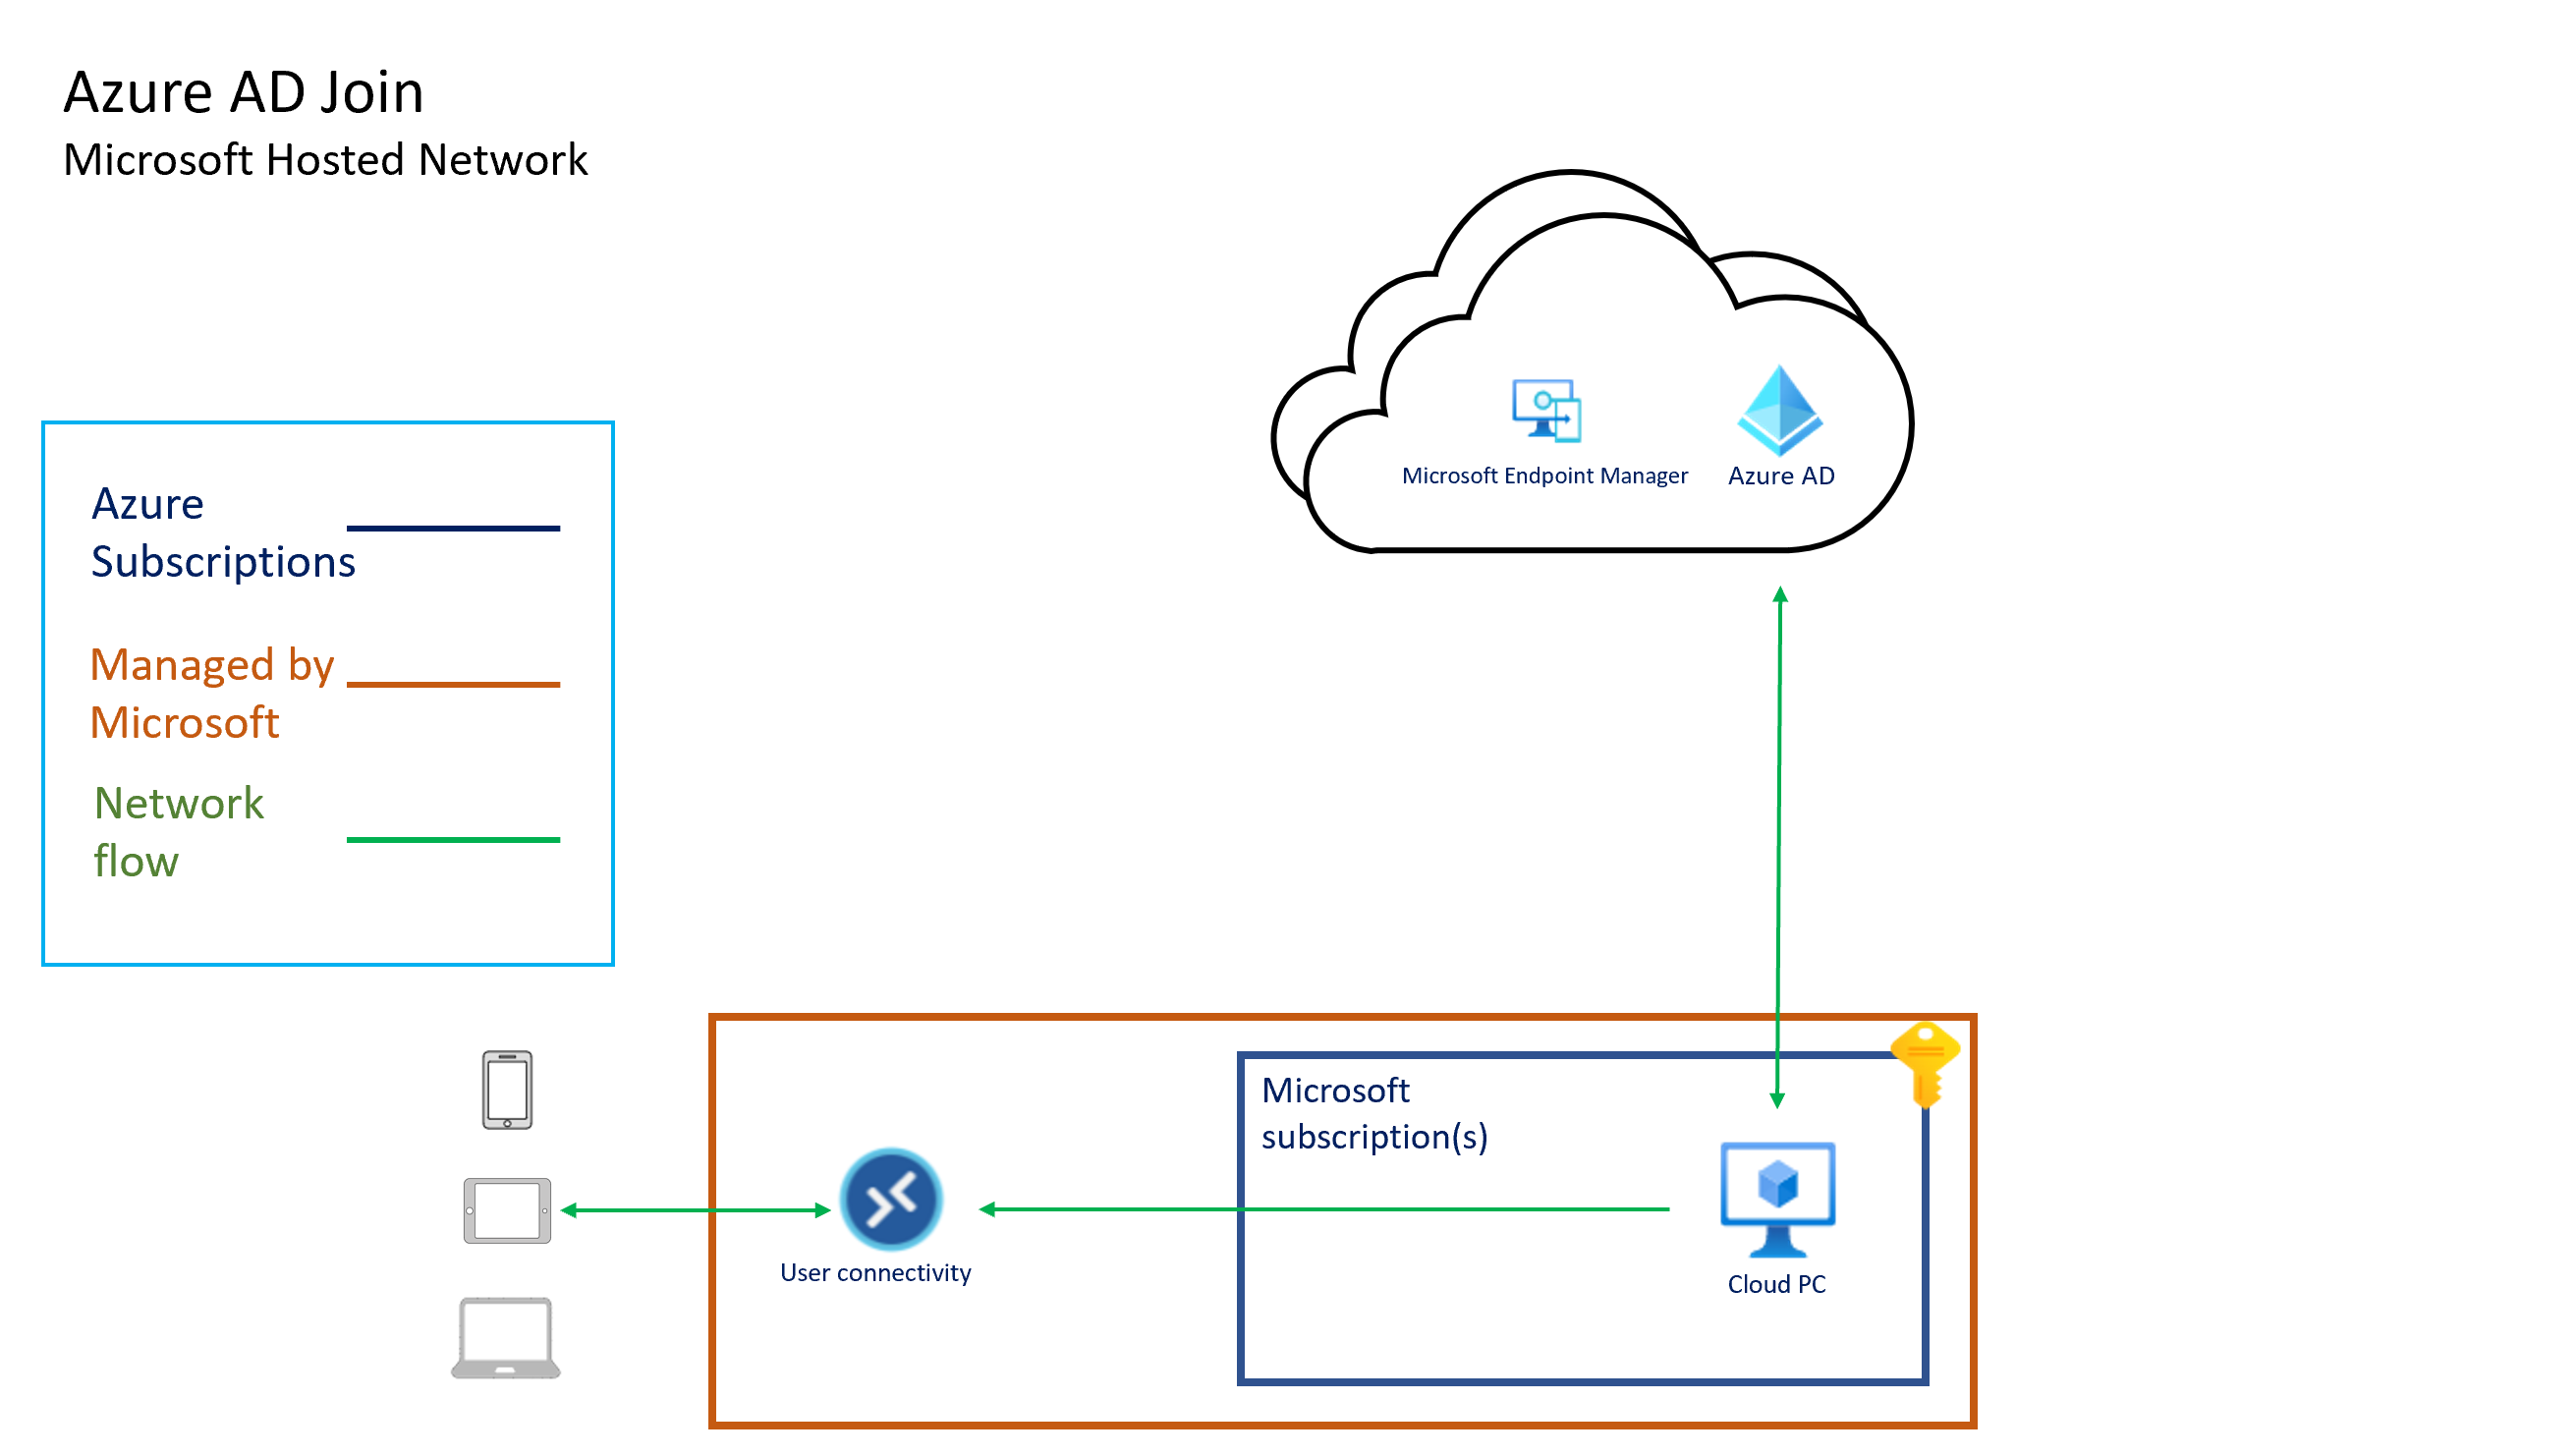 Azure AD Join
Microsoft Hosted Network
Microsoft Endpoint Manager
Azure AD
Azure
Subscriptions
Managed by
Microsoft
Network
flow
Microsoft
subscription(s)
User connectivity
Cloud PC